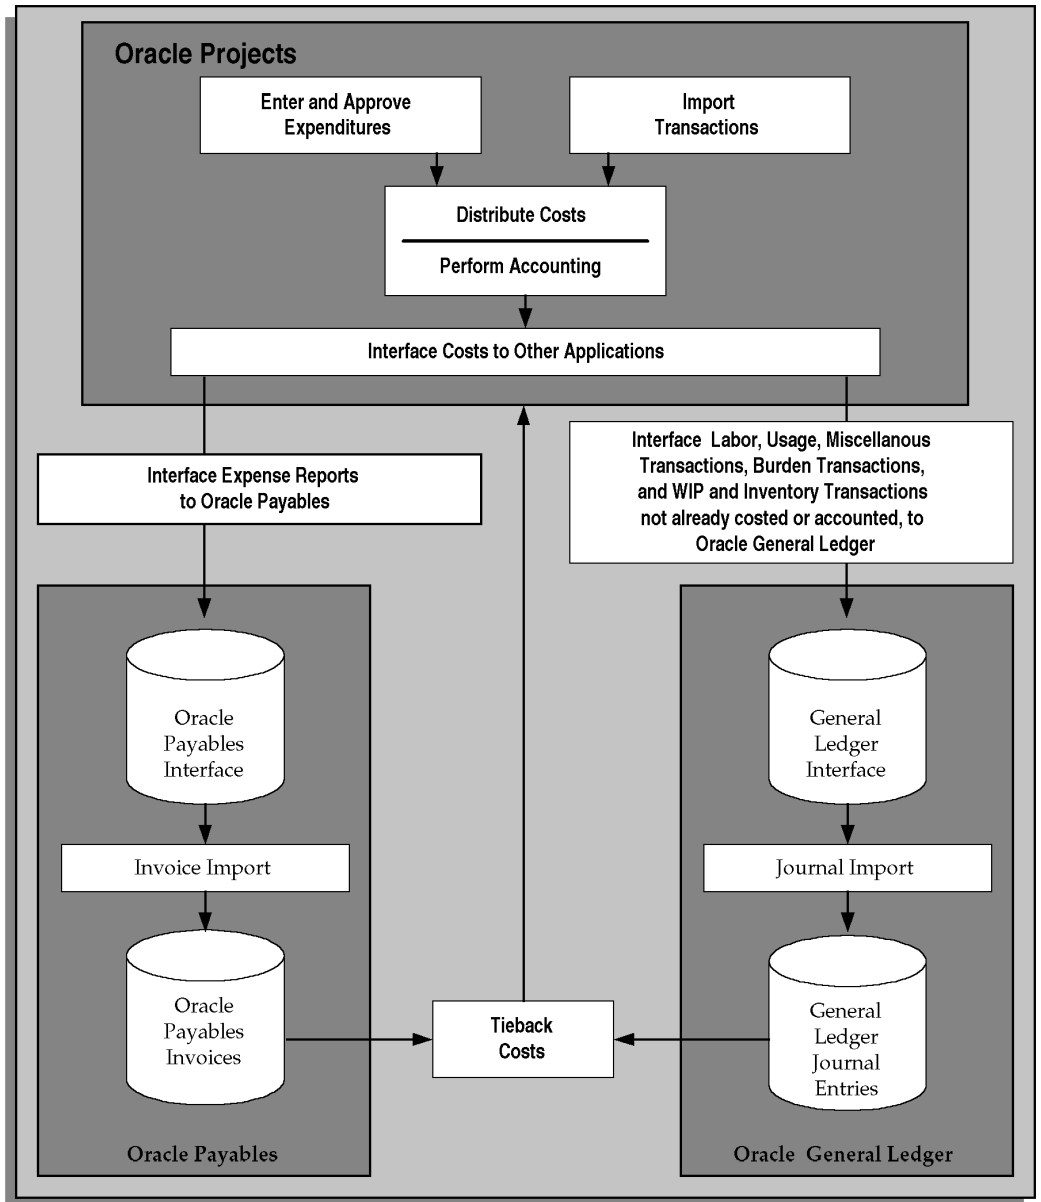 Oracle Projects
Enter and Approve
Expenditures
Import
Transactions
Distribute Costs
Perform Accounting
Interface Costs to Other Applications
Interface Expense Reports
to Oracle Payables
Interface Labor, Usage, Miscellanous
Transactions, Burden Transactions,
and WIP and Inventory Transactions
not already costed or accounted, to
Oracle General Ledger
Oracle
Payables
Interface
Invoice Import
Oracle
Payables
Invoices
Oracle Payables
Tieback
Costs
General
Ledger
Interface
Journal Import
General
Ledger
Journal
Entries
Oracle General Ledger